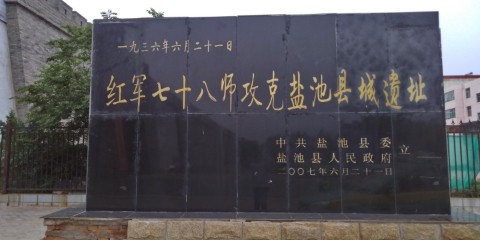 一九三六年六月二十一日
红军七十八师攻克盐池县城遗址
中共盐池县委
盐池县人民政府 立
二〇〇七年六月二十一日